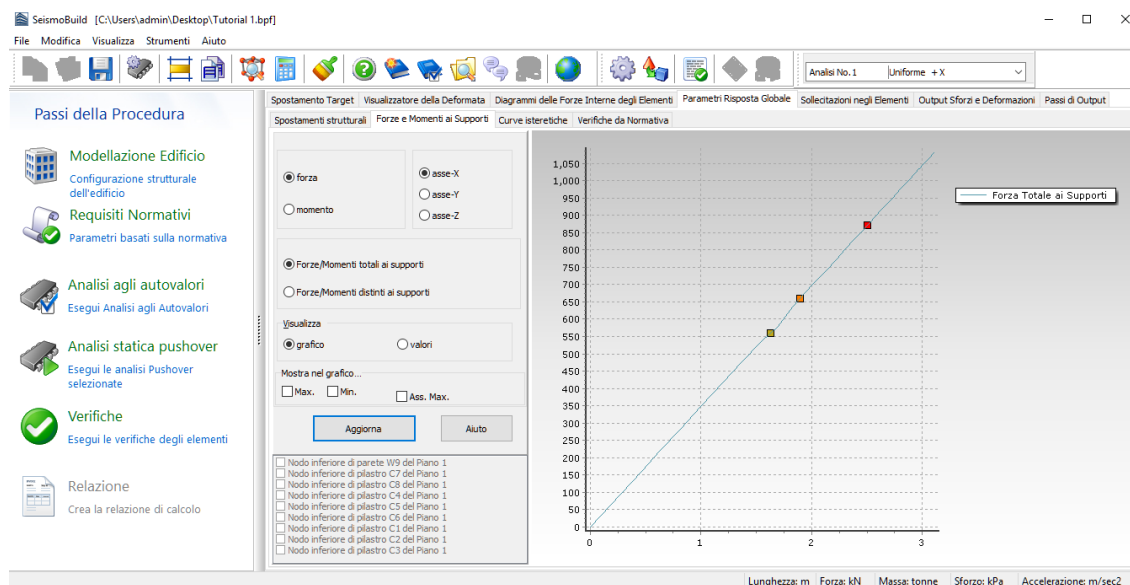 SeismoBuild [C:\Users\admin\Desktop\Tutorial 1.bpf]
File Modifica Visualizza Strumenti Aiuto
Analisi No. 1 Uniforme +X
Passi della Procedura
Modellazione Edificio
Configurazione strutturale
dell'edificio
Requisiti Normativi
Parametri basati sulla normativa
Analisi agli autovalori
Esegui Analisi agli Autovalori
Analisi statica pushover
Esegui le analisi Pushover
selezionate
Verifiche
Esegui le verifiche degli elementi
Relazione
Crea la relazione di calcolo
Spostamento Target Visualizzatore della Deformata Diagrammi delle Forze Interne degli Elementi Parametri Risposta Globale Sollecitazioni negli Elementi Output Sforzi e Deformazioni Passi di Output
Spostamenti strutturali Forze e Momenti ai Supporti Curve isteretiche Verifiche da Normativa
forza
momento
asse-X
asse-Y
asse-Z
Forze/Momenti totali ai supporti
Forze/Momenti distinti ai supporti
Visualizza
grafico valori
Mostra nel grafico...
Max. Min. Ass. Max.
Aggiorna Aiuto
Nodo inferiore di parete W9 del Piano 1
Nodo inferiore di pilastro C7 del Piano 1
Nodo inferiore di pilastro C8 del Piano 1
Nodo inferiore di pilastro C4 del Piano 1
Nodo inferiore di pilastro C5 del Piano 1
Nodo inferiore di pilastro C6 del Piano 1
Nodo inferiore di pilastro C1 del Piano 1
Nodo inferiore di pilastro C2 del Piano 1
Nodo inferiore di pilastro C3 del Piano 1
1,050
1,000
950
900
850
800
750
700
650
600
550
500
450
400
350
300
250
200
150
100
50
0
0 1 2 3
Forza Totale ai Supporti
Lunghezza: m Forza: kN Massa: tonne Sforzo: kPa Accelerazione: m/sec2